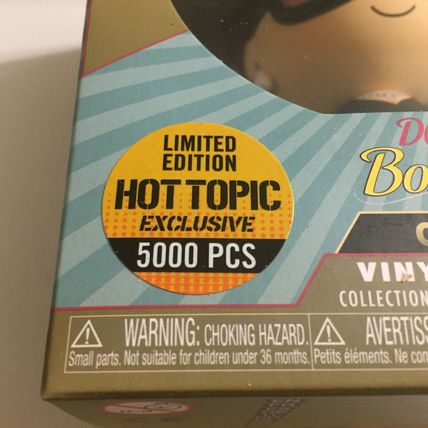 LIMITED
EDITION
HOT TOPIC
EXCLUSIVE
5000 PCS
VINY
COLLECTION
WARNING: CHOKING HAZARD.
Small parts. Not suitable for children under 36 months.
AVERTISS
Petits éléments. Ne con